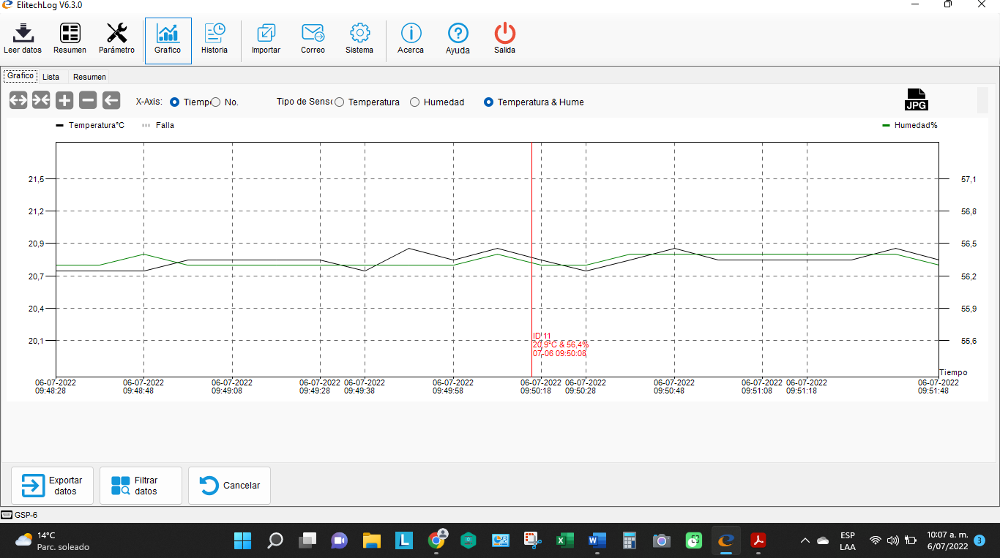 ElitechLog V6.3.0
Leer datos
Resumen
Parámetro
Grafico
Historia
Importar
Correo
Sistema
Acerca
Ayuda
Salida
Grafico
Lista
Resumen
X-Axis:
Tiemp
No.
Tipo de Sens
Temperatura
Humedad
Temperatura & Hume
JPG
Temperatura°C
Falla
Humedad%
21,5
21,2
20,9
20,7
20,4
20,1
57,1
56,8
56,5
56,2
55,9
55,6
ID 11
20.9°C & 56.4%
07-06 09:50:08
Tiempo
06-07-2022
09:48:28
06-07-2022
09:48:48
06-07-2022
09:49:08
06-07-2022
09:49:28
06-07-2022
09:49:38
06-07-2022
09:49:58
06-07-2022
09:50:18
06-07-2022
09:50:28
06-07-2022
09:50:48
06-07-2022
09:51:08
06-07-2022
09:51:18
06-07-2022
09:51:48
Exportar
datos
Filtrar
datos
Cancelar
GSP-6
14°C
Parc. soleado
L
ESP
LAA
10:07 a. m.
6/07/2022
3